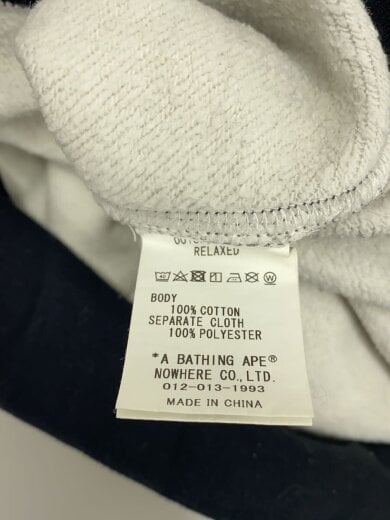 RELAXED
BODY
100% COTTON
SEPARATE CLOTH
100% POLYESTER
*A BATHING APE®
NOWHERE CO., LTD.
012-013-1993
MADE IN CHINA